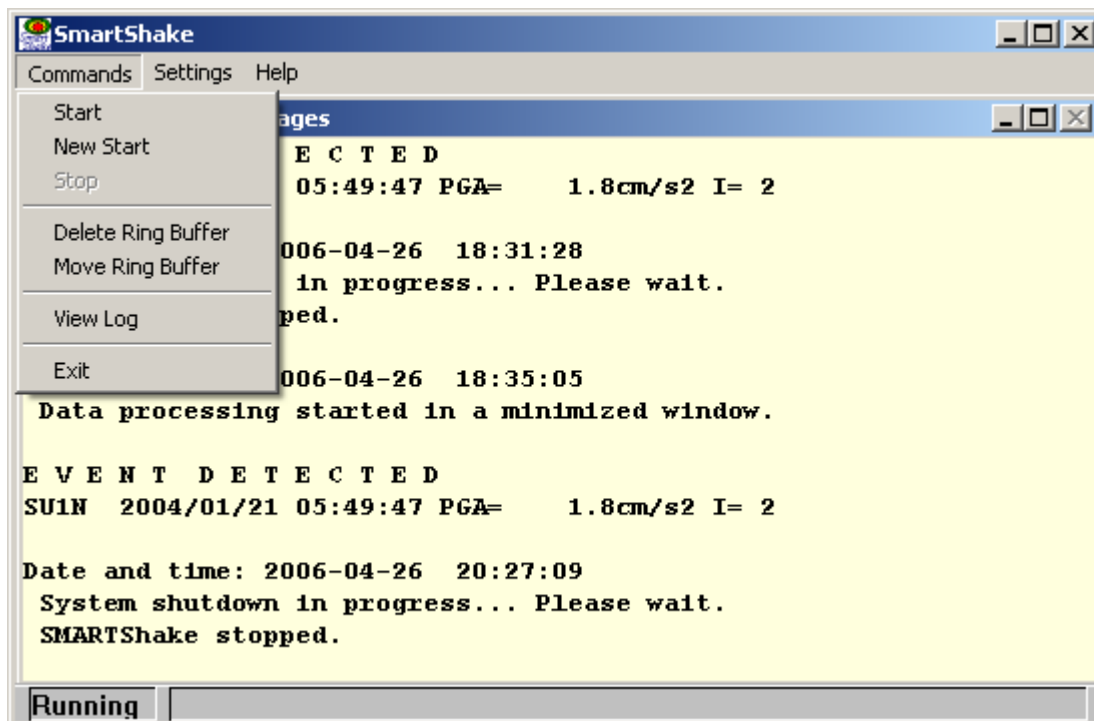 SmartShake
Commands Settings Help
Start
New Start
Stop
Delete Ring Buffer
Move Ring Buffer
View Log
Exit
ages
E C T E D
05:49:47 PGA= 1.8cm/s2 I= 2
006-04-26 18:31:28
in progress... Please wait.
ped.
006-04-26 18:35:05
Data processing started in a minimized window.
E V E N T D E T E C T E D
SU1N 2004/01/21 05:49:47 PGA= 1.8cm/s2 I= 2
Date and time: 2006-04-26 20:27:09
System shutdown in progress... Please wait.
SMARTShake stopped.
Running